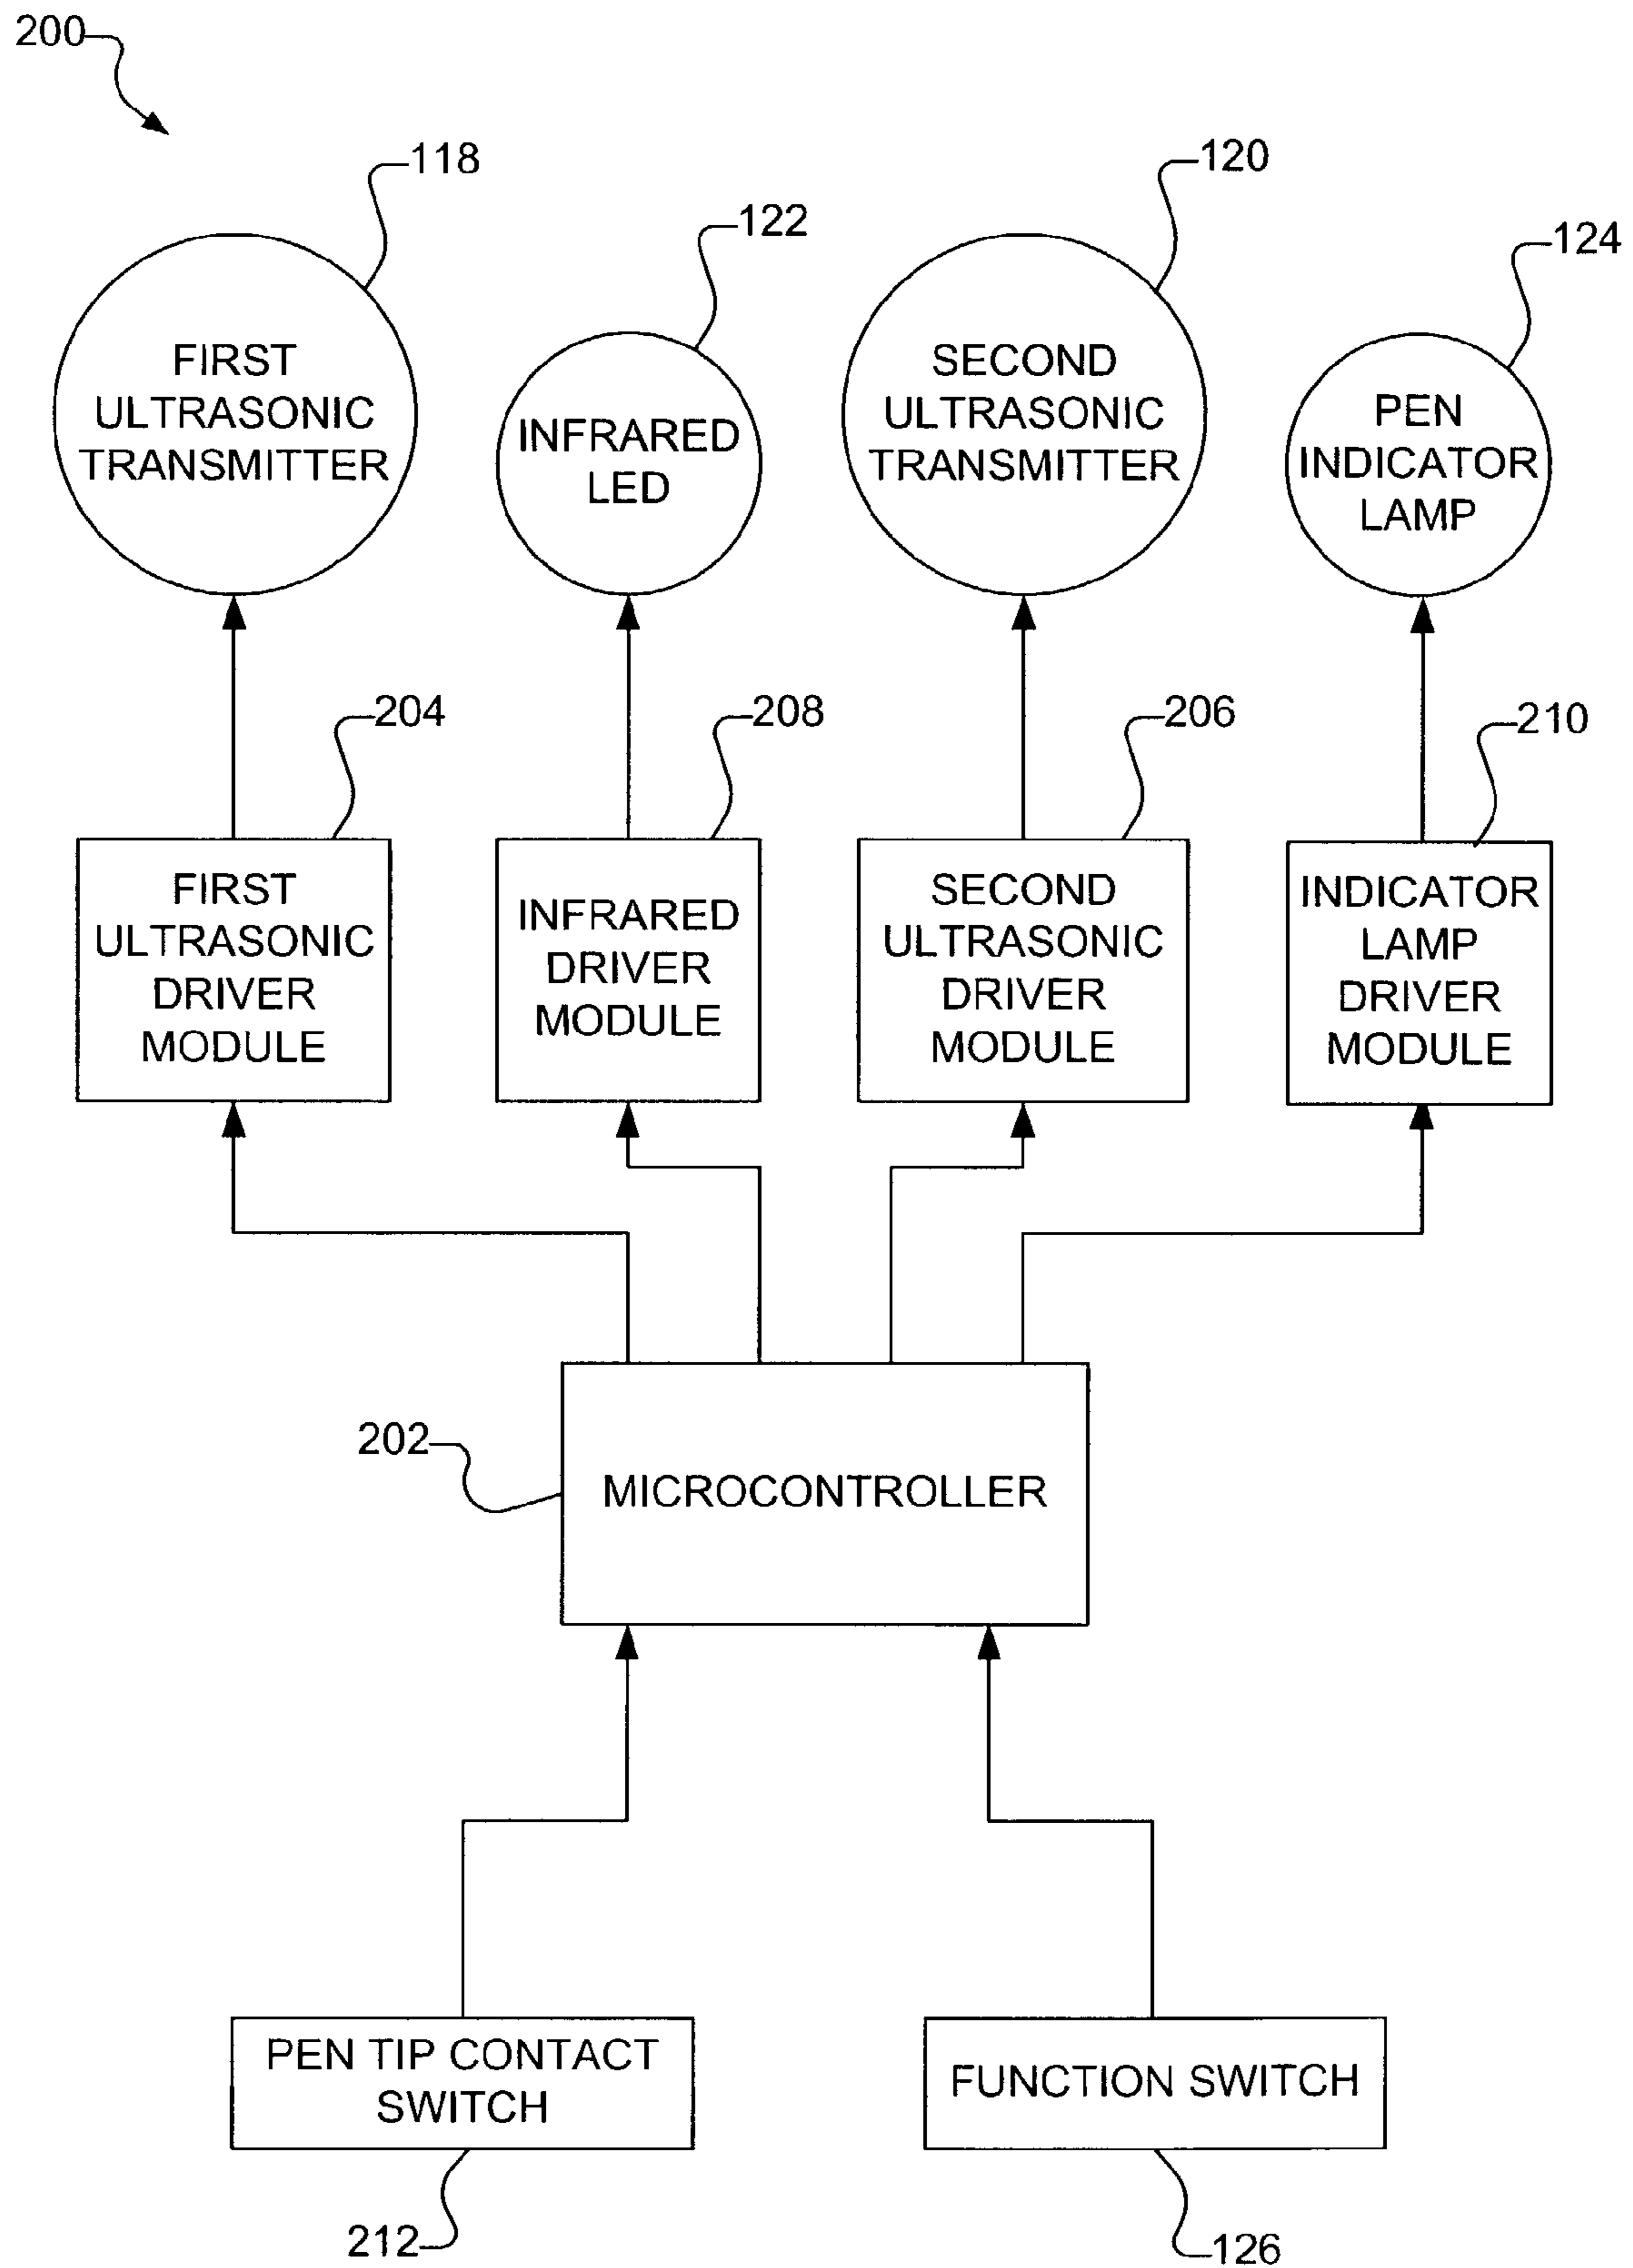 200
118
122
120
124
FIRST
ULTRASONIC
TRANSMITTER
INFRARED
LED
SECOND
ULTRASONIC
TRANSMITTER
PEN
INDICATOR
LAMP
204
208
206
210
FIRST
ULTRASONIC
DRIVER
MODULE
INFRARED
DRIVER
MODULE
SECOND
ULTRASONIC
DRIVER
MODULE
INDICATOR
LAMP
DRIVER
MODULE
202
MICROCONTROLLER
PEN TIP CONTACT
SWITCH
FUNCTION SWITCH
212
126